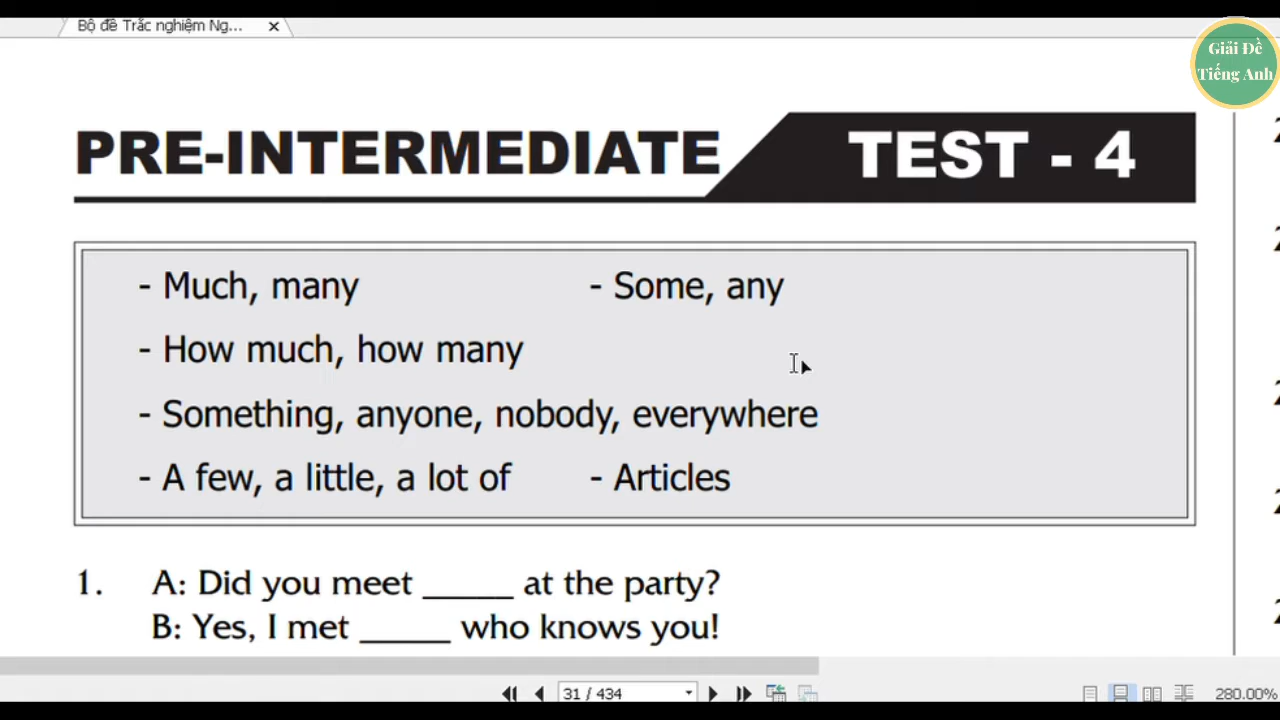 Bộ đề Trắc nghiệm Ng...
Giải Đề
Tiếng Anh
PRE-INTERMEDIATE
TEST - 4
- Much, many - Some, any
- How much, how many
- Something, anyone, nobody, everywhere
- A few, a little, a lot of - Articles
1. A: Did you meet _____ at the party?
B: Yes, I met _____ who knows you!
31 / 434
280.00%